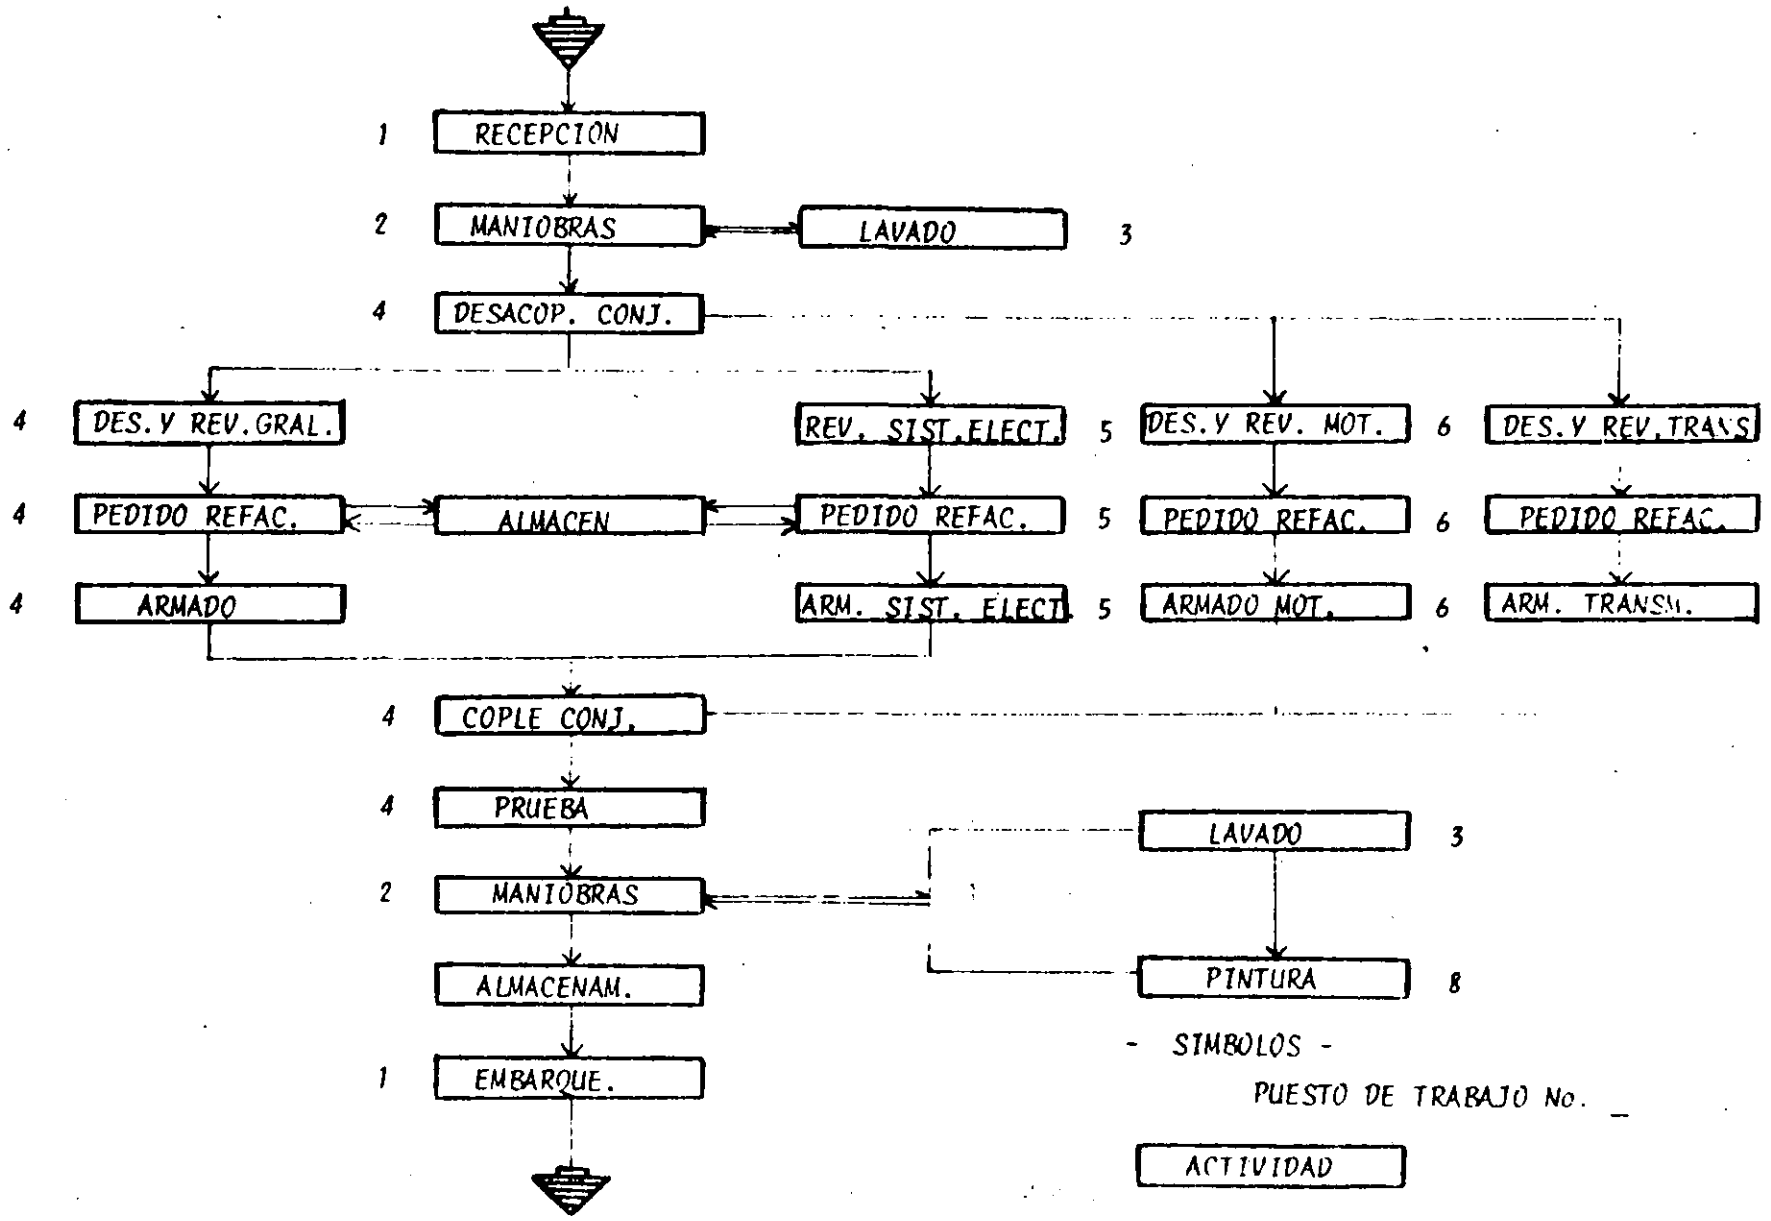 1 RECEPCION
2 MANIOBRAS LAVADO 3
4 DESACOP. CONJ.
4 DES.Y REV.GRAL. REV. SIST.ELECT. 5 DES.Y REV. MOT. 6 DES.Y REV.TRANS
4 PEDIDO REFAC. ALMACEN PEDIDO REFAC. 5 PEDIDO REFAC. 6 PEDIDO REFAC.
4 ARMADO ARM. SIST. ELECT. 5 ARMADO MOT. 6 ARM. TRANSM.
4 COPLE CONJ.
4 PRUEBA
LAVADO 3
2 MANIOBRAS
ALMACENAM.
PINTURA 8
- SIMBOLOS -
1 EMBARQUE.
PUESTO DE TRABAJO No. _
ACTIVIDAD